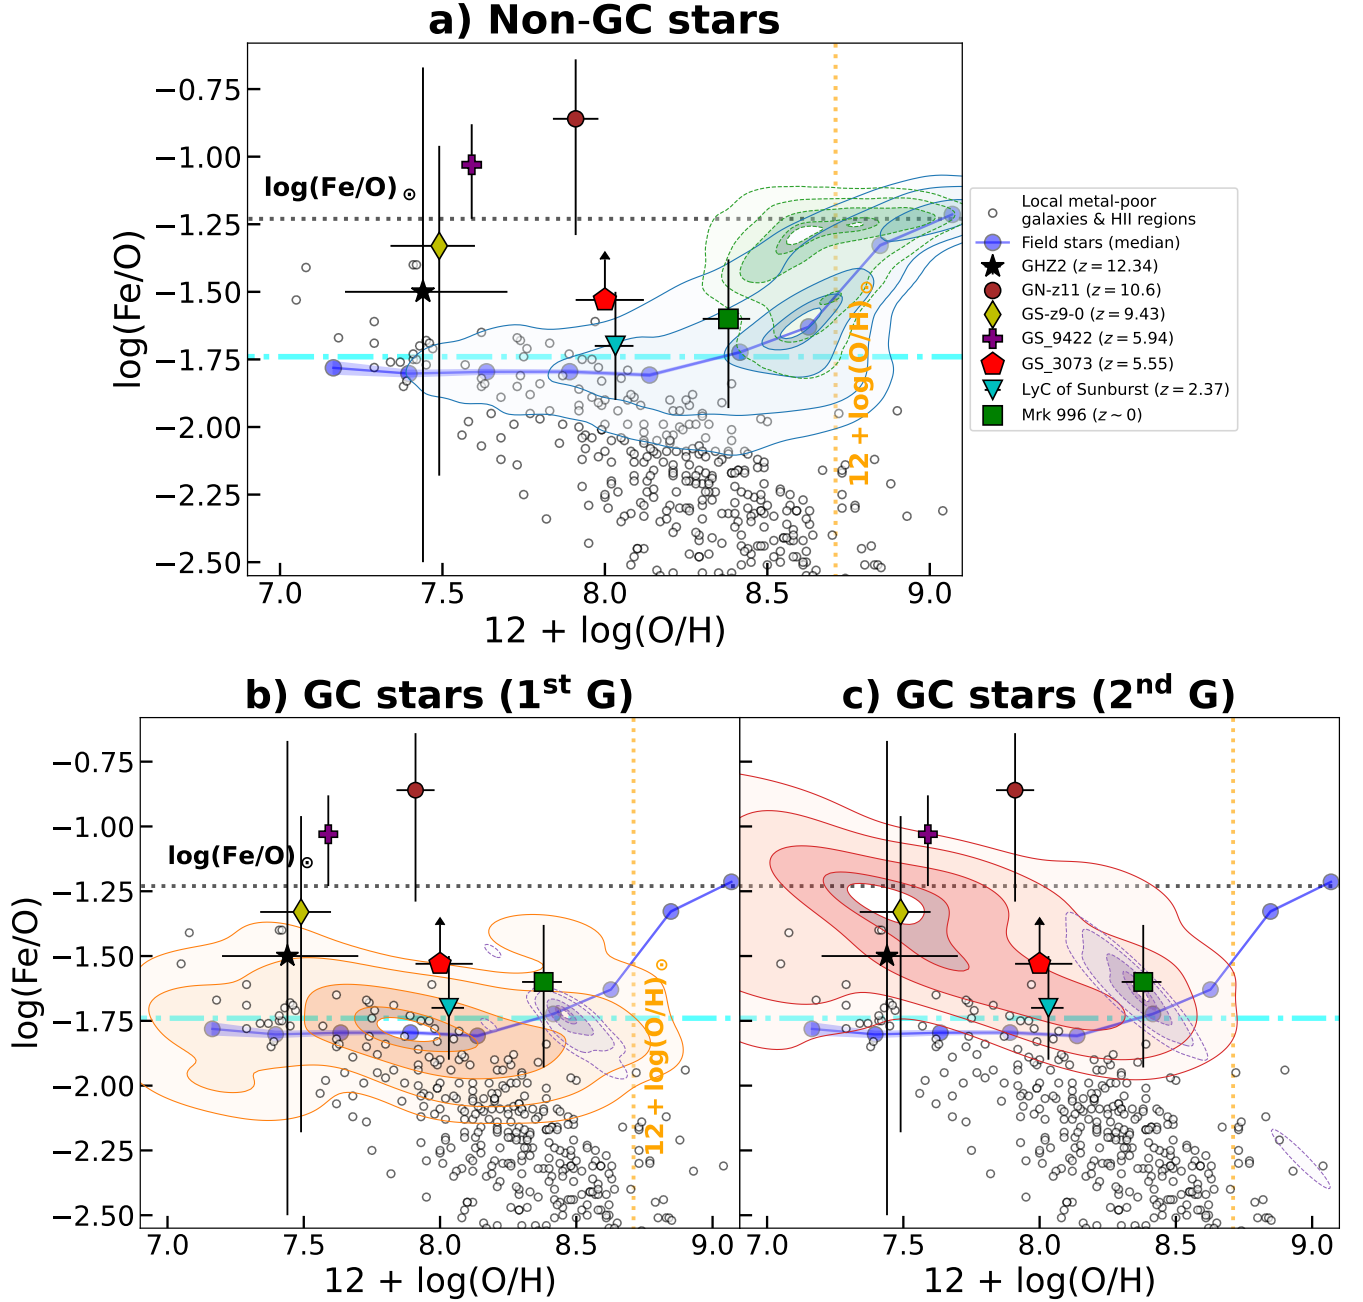 a) Non-GC stars
log(Fe/O)
−0.75
−1.00
−1.25
−1.50
−1.75
−2.00
−2.25
−2.50
log(Fe/O)⊙
12 + log(O/H)⊙
7.0 7.5 8.0 8.5 9.0
12 + log(O/H)
Local metal-poor
galaxies & HII regions
Field stars (median)
GHZ2 (z = 12.34)
GN-z11 (z = 10.6)
GS-z9-0 (z = 9.43)
GS_9422 (z = 5.94)
GS_3073 (z = 5.55)
LyC of Sunburst (z = 2.37)
Mrk 996 (z ~ 0)
b) GC stars (1st G)
log(Fe/O)
−0.75
−1.00
−1.25
−1.50
−1.75
−2.00
−2.25
−2.50
log(Fe/O)⊙
12 + log(O/H)⊙
7.0 7.5 8.0 8.5 9.0
12 + log(O/H)
c) GC stars (2nd G)
7.0 7.5 8.0 8.5 9.0
12 + log(O/H)